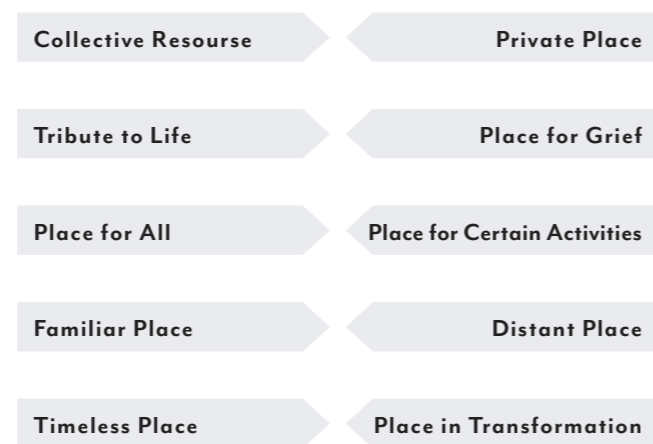 Collective Resourse
Private Place
Tribute to Life
Place for Grief
Place for All
Place for Certain Activities
Familiar Place
Distant Place
Timeless Place
Place in Transformation